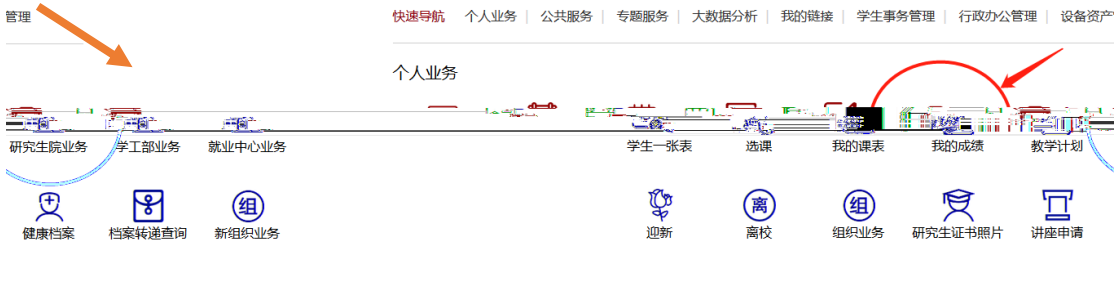 管理
快速导航 个人业务 公共服务 专题服务 大数据分析 我的链接 学生事务管理 行政办公管理 设备资产
个人业务
研究生院业务 学工部业务 就业中心业务 学生一张表 选课 我的课表 我的成绩 教学计划
组 离 组
健康档案 档案转递查询 新组织业务 迎新 离校 组织业务 研究生证书照片 讲座申请